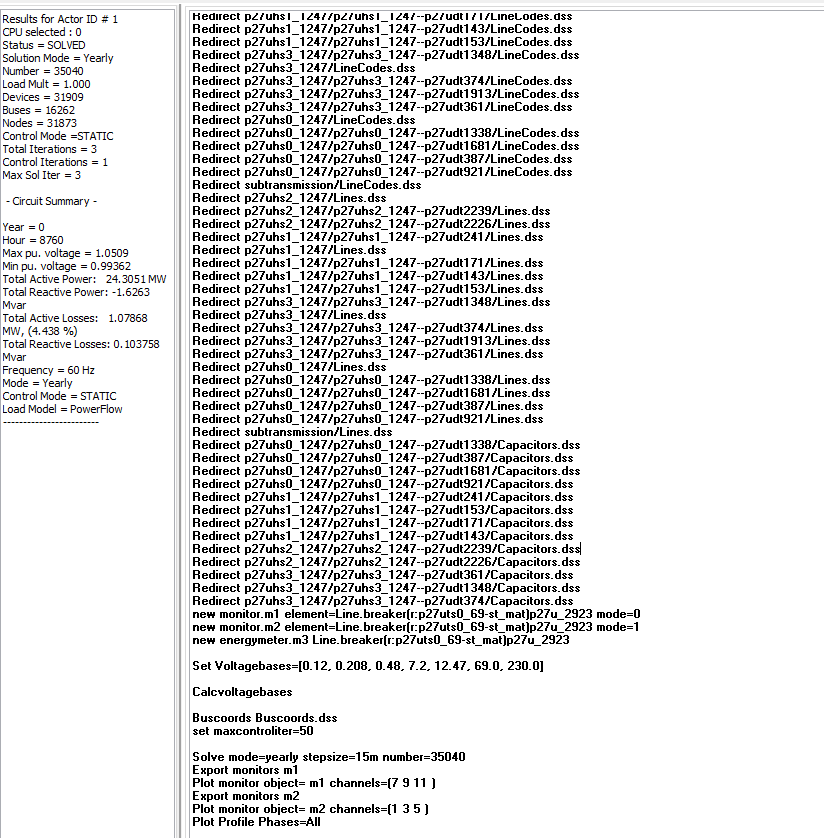 Results for Actor ID # 1
CPU selected : 0
Status = SOLVED
Solution Mode = Yearly
Number = 35040
Load Mult = 1.000
Devices = 31909
Buses = 16262
Nodes = 31873
Control Mode =STATIC
Total Iterations = 3
Control Iterations = 1
Max Sol Iter = 3
- Circuit Summary -
Year = 0
Hour = 8760
Max pu. voltage = 1.0509
Min pu. voltage = 0.99362
Total Active Power:   24.3051 MW
Total Reactive Power: -1.6263
Mvar
Total Active Losses:   1.07868
MW, (4.438 %)
Total Reactive Losses: 0.103758
Mvar
Frequency = 60 Hz
Mode = Yearly
Control Mode = STATIC
Load Model = PowerFlow
-------------------------
Redirect p27uhs1_1247/p27uhs1_1247--p27udt171/LineCodes.dss
Redirect p27uhs1_1247/p27uhs1_1247--p27udt143/LineCodes.dss
Redirect p27uhs1_1247/p27uhs1_1247--p27udt153/LineCodes.dss
Redirect p27uhs3_1247/p27uhs3_1247--p27udt1348/LineCodes.dss
Redirect p27uhs3_1247/LineCodes.dss
Redirect p27uhs3_1247/p27uhs3_1247--p27udt374/LineCodes.dss
Redirect p27uhs3_1247/p27uhs3_1247--p27udt1913/LineCodes.dss
Redirect p27uhs3_1247/p27uhs3_1247--p27udt361/LineCodes.dss
Redirect p27uhs0_1247/LineCodes.dss
Redirect p27uhs0_1247/p27uhs0_1247--p27udt1338/LineCodes.dss
Redirect p27uhs0_1247/p27uhs0_1247--p27udt1681/LineCodes.dss
Redirect p27uhs0_1247/p27uhs0_1247--p27udt387/LineCodes.dss
Redirect p27uhs0_1247/p27uhs0_1247--p27udt921/LineCodes.dss
Redirect subtransmission/LineCodes.dss
Redirect p27uhs2_1247/Lines.dss
Redirect p27uhs2_1247/p27uhs2_1247--p27udt2239/Lines.dss
Redirect p27uhs2_1247/p27uhs2_1247--p27udt2226/Lines.dss
Redirect p27uhs1_1247/p27uhs1_1247--p27udt241/Lines.dss
Redirect p27uhs1_1247/Lines.dss
Redirect p27uhs1_1247/p27uhs1_1247--p27udt171/Lines.dss
Redirect p27uhs1_1247/p27uhs1_1247--p27udt143/Lines.dss
Redirect p27uhs1_1247/p27uhs1_1247--p27udt153/Lines.dss
Redirect p27uhs3_1247/p27uhs3_1247--p27udt1348/Lines.dss
Redirect p27uhs3_1247/Lines.dss
Redirect p27uhs3_1247/p27uhs3_1247--p27udt374/Lines.dss
Redirect p27uhs3_1247/p27uhs3_1247--p27udt1913/Lines.dss
Redirect p27uhs3_1247/p27uhs3_1247--p27udt361/Lines.dss
Redirect p27uhs0_1247/Lines.dss
Redirect p27uhs0_1247/p27uhs0_1247--p27udt1338/Lines.dss
Redirect p27uhs0_1247/p27uhs0_1247--p27udt1681/Lines.dss
Redirect p27uhs0_1247/p27uhs0_1247--p27udt387/Lines.dss
Redirect p27uhs0_1247/p27uhs0_1247--p27udt921/Lines.dss
Redirect subtransmission/Lines.dss
Redirect p27uhs0_1247/p27uhs0_1247--p27udt1338/Capacitors.dss
Redirect p27uhs0_1247/p27uhs0_1247--p27udt387/Capacitors.dss
Redirect p27uhs0_1247/p27uhs0_1247--p27udt1681/Capacitors.dss
Redirect p27uhs0_1247/p27uhs0_1247--p27udt921/Capacitors.dss
Redirect p27uhs1_1247/p27uhs1_1247--p27udt241/Capacitors.dss
Redirect p27uhs1_1247/p27uhs1_1247--p27udt153/Capacitors.dss
Redirect p27uhs1_1247/p27uhs1_1247--p27udt171/Capacitors.dss
Redirect p27uhs1_1247/p27uhs1_1247--p27udt143/Capacitors.dss
Redirect p27uhs2_1247/p27uhs2_1247--p27udt2239/Capacitors.dss
Redirect p27uhs2_1247/p27uhs2_1247--p27udt2226/Capacitors.dss
Redirect p27uhs3_1247/p27uhs3_1247--p27udt361/Capacitors.dss
Redirect p27uhs3_1247/p27uhs3_1247--p27udt1348/Capacitors.dss
Redirect p27uhs3_1247/p27uhs3_1247--p27udt374/Capacitors.dss
new monitor.m1 element=Line.breaker(r:p27uts0_69-st_mat)p27u_2923 mode=0
new monitor.m2 element=Line.breaker(r:p27uts0_69-st_mat)p27u_2923 mode=1
new energymeter.m3 Line.breaker(r:p27uts0_69-st_mat)p27u_2923
Set Voltagebases=[0.12, 0.208, 0.48, 7.2, 12.47, 69.0, 230.0]
Calcvoltagebases
Buscoords Buscoords.dss
set maxcontroliter=50
Solve mode=yearly stepsize=15m number=35040
Export monitors m1
Plot monitor object= m1 channels=(7 9 11 )
Export monitors m2
Plot monitor object= m2 channels=(1 3 5 )
Plot Profile Phases=All